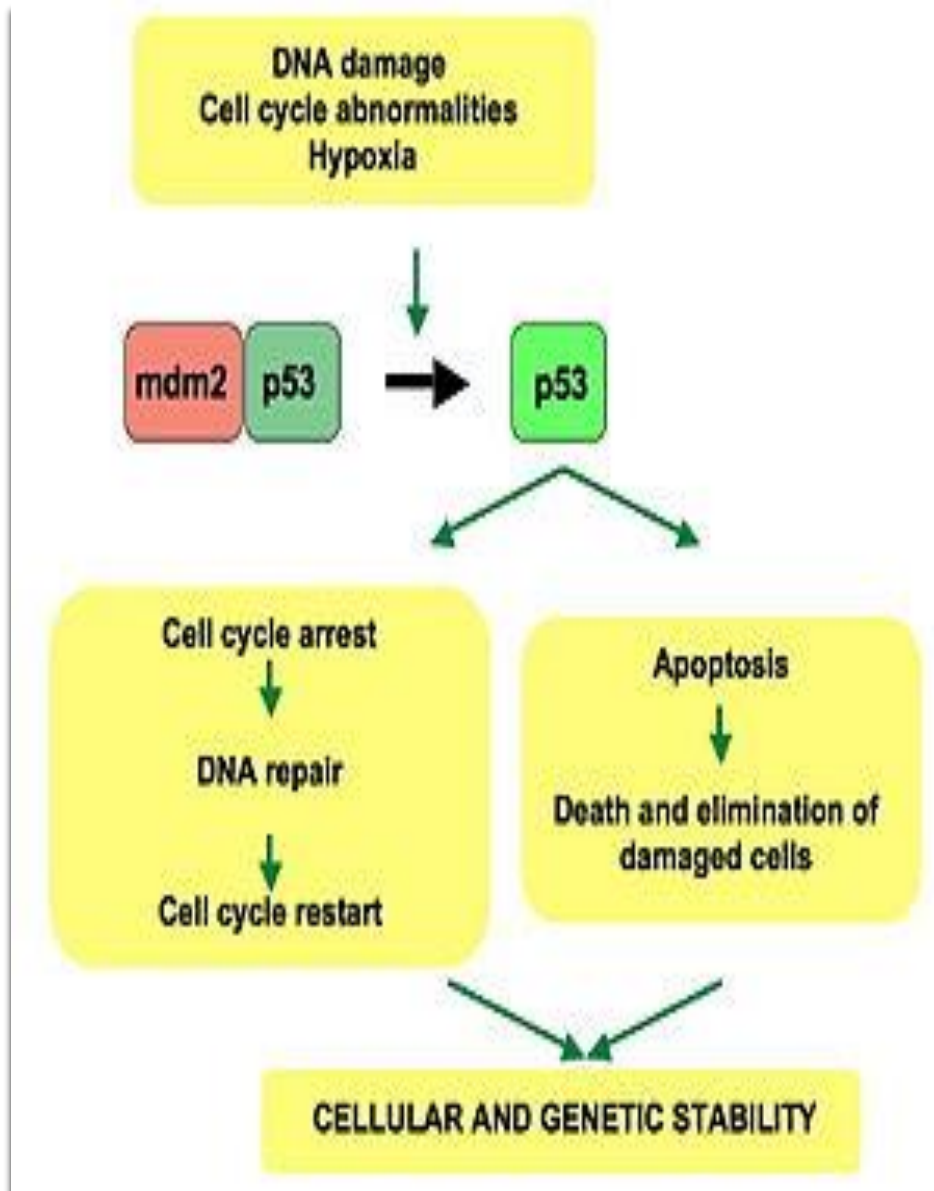 DNA damage
Cell cycle abnormalities
Hypoxia
mdm2 p53
p53
Cell cycle arrest
DNA repair
Cell cycle restart
Apoptosis
Death and elimination of
damaged cells
CELLULAR AND GENETIC STABILITY